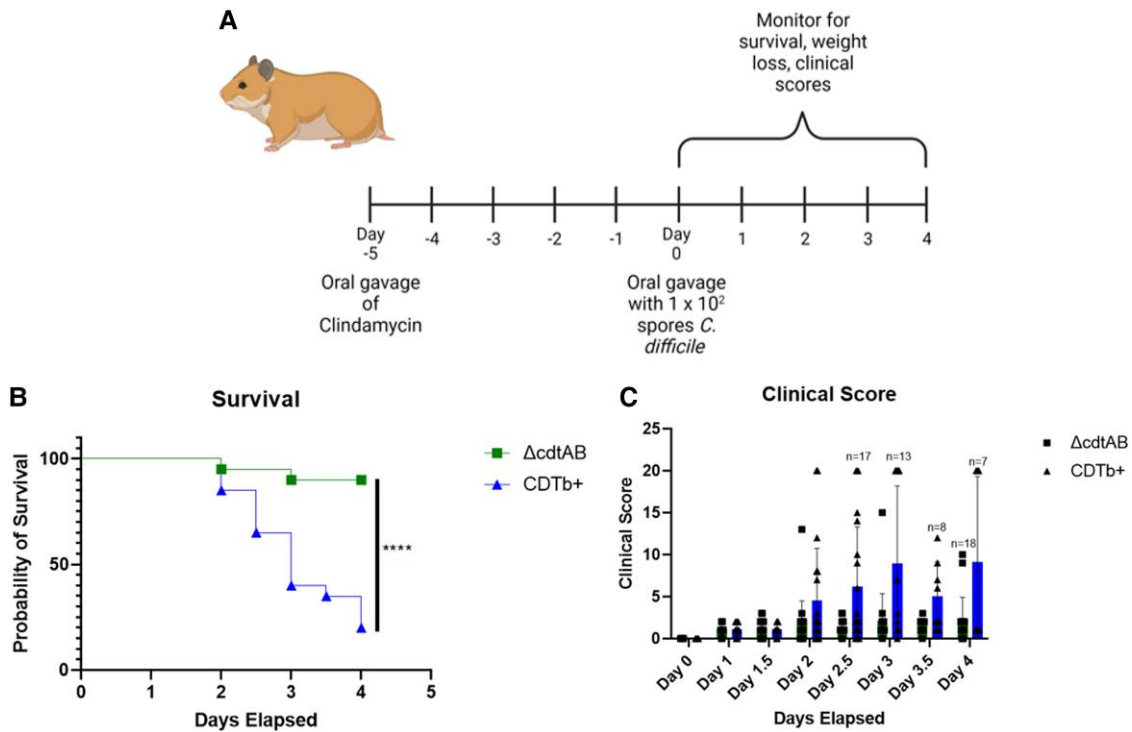 A
Monitor for
survival, weight
loss, clinical
scores
Day
-5
-4
-3
-2
-1
Day
0
1
2
3
4
Oral gavage
of
Clindamycin
Oral gavage
with 1 x 10²
spores C.
difficile
B
Survival
Probability of Survival
100
50
0
0
1
2
3
4
5
Days Elapsed
****
ΔcdtAB
CDTb+
C
Clinical Score
Clinical Score
25
20
15
10
5
0
n=17
n=13
n=8
n=18
n=7
Day 0
Day 1
Day 1.5
Day 2
Day 2.5
Day 3
Day 3.5
Day 4
Days Elapsed
ΔcdtAB
CDTb+